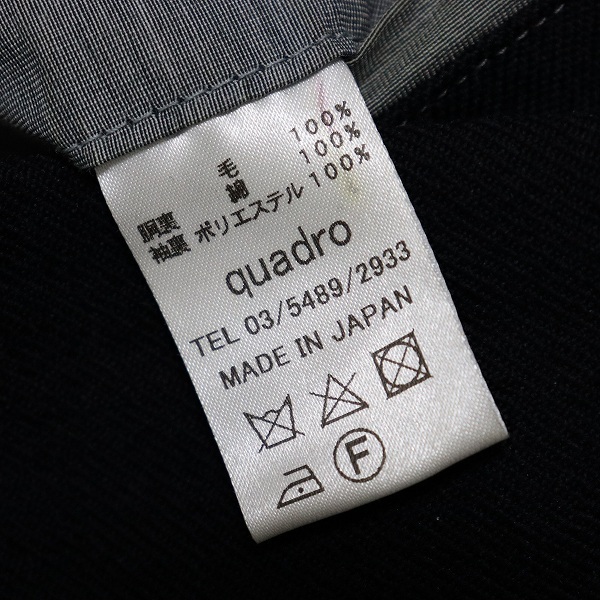 毛 100%
胴裏 綿 100%
袖裏 ポリエステル 100%
quadro
TEL 03/5489/2933
MADE IN JAPAN
F